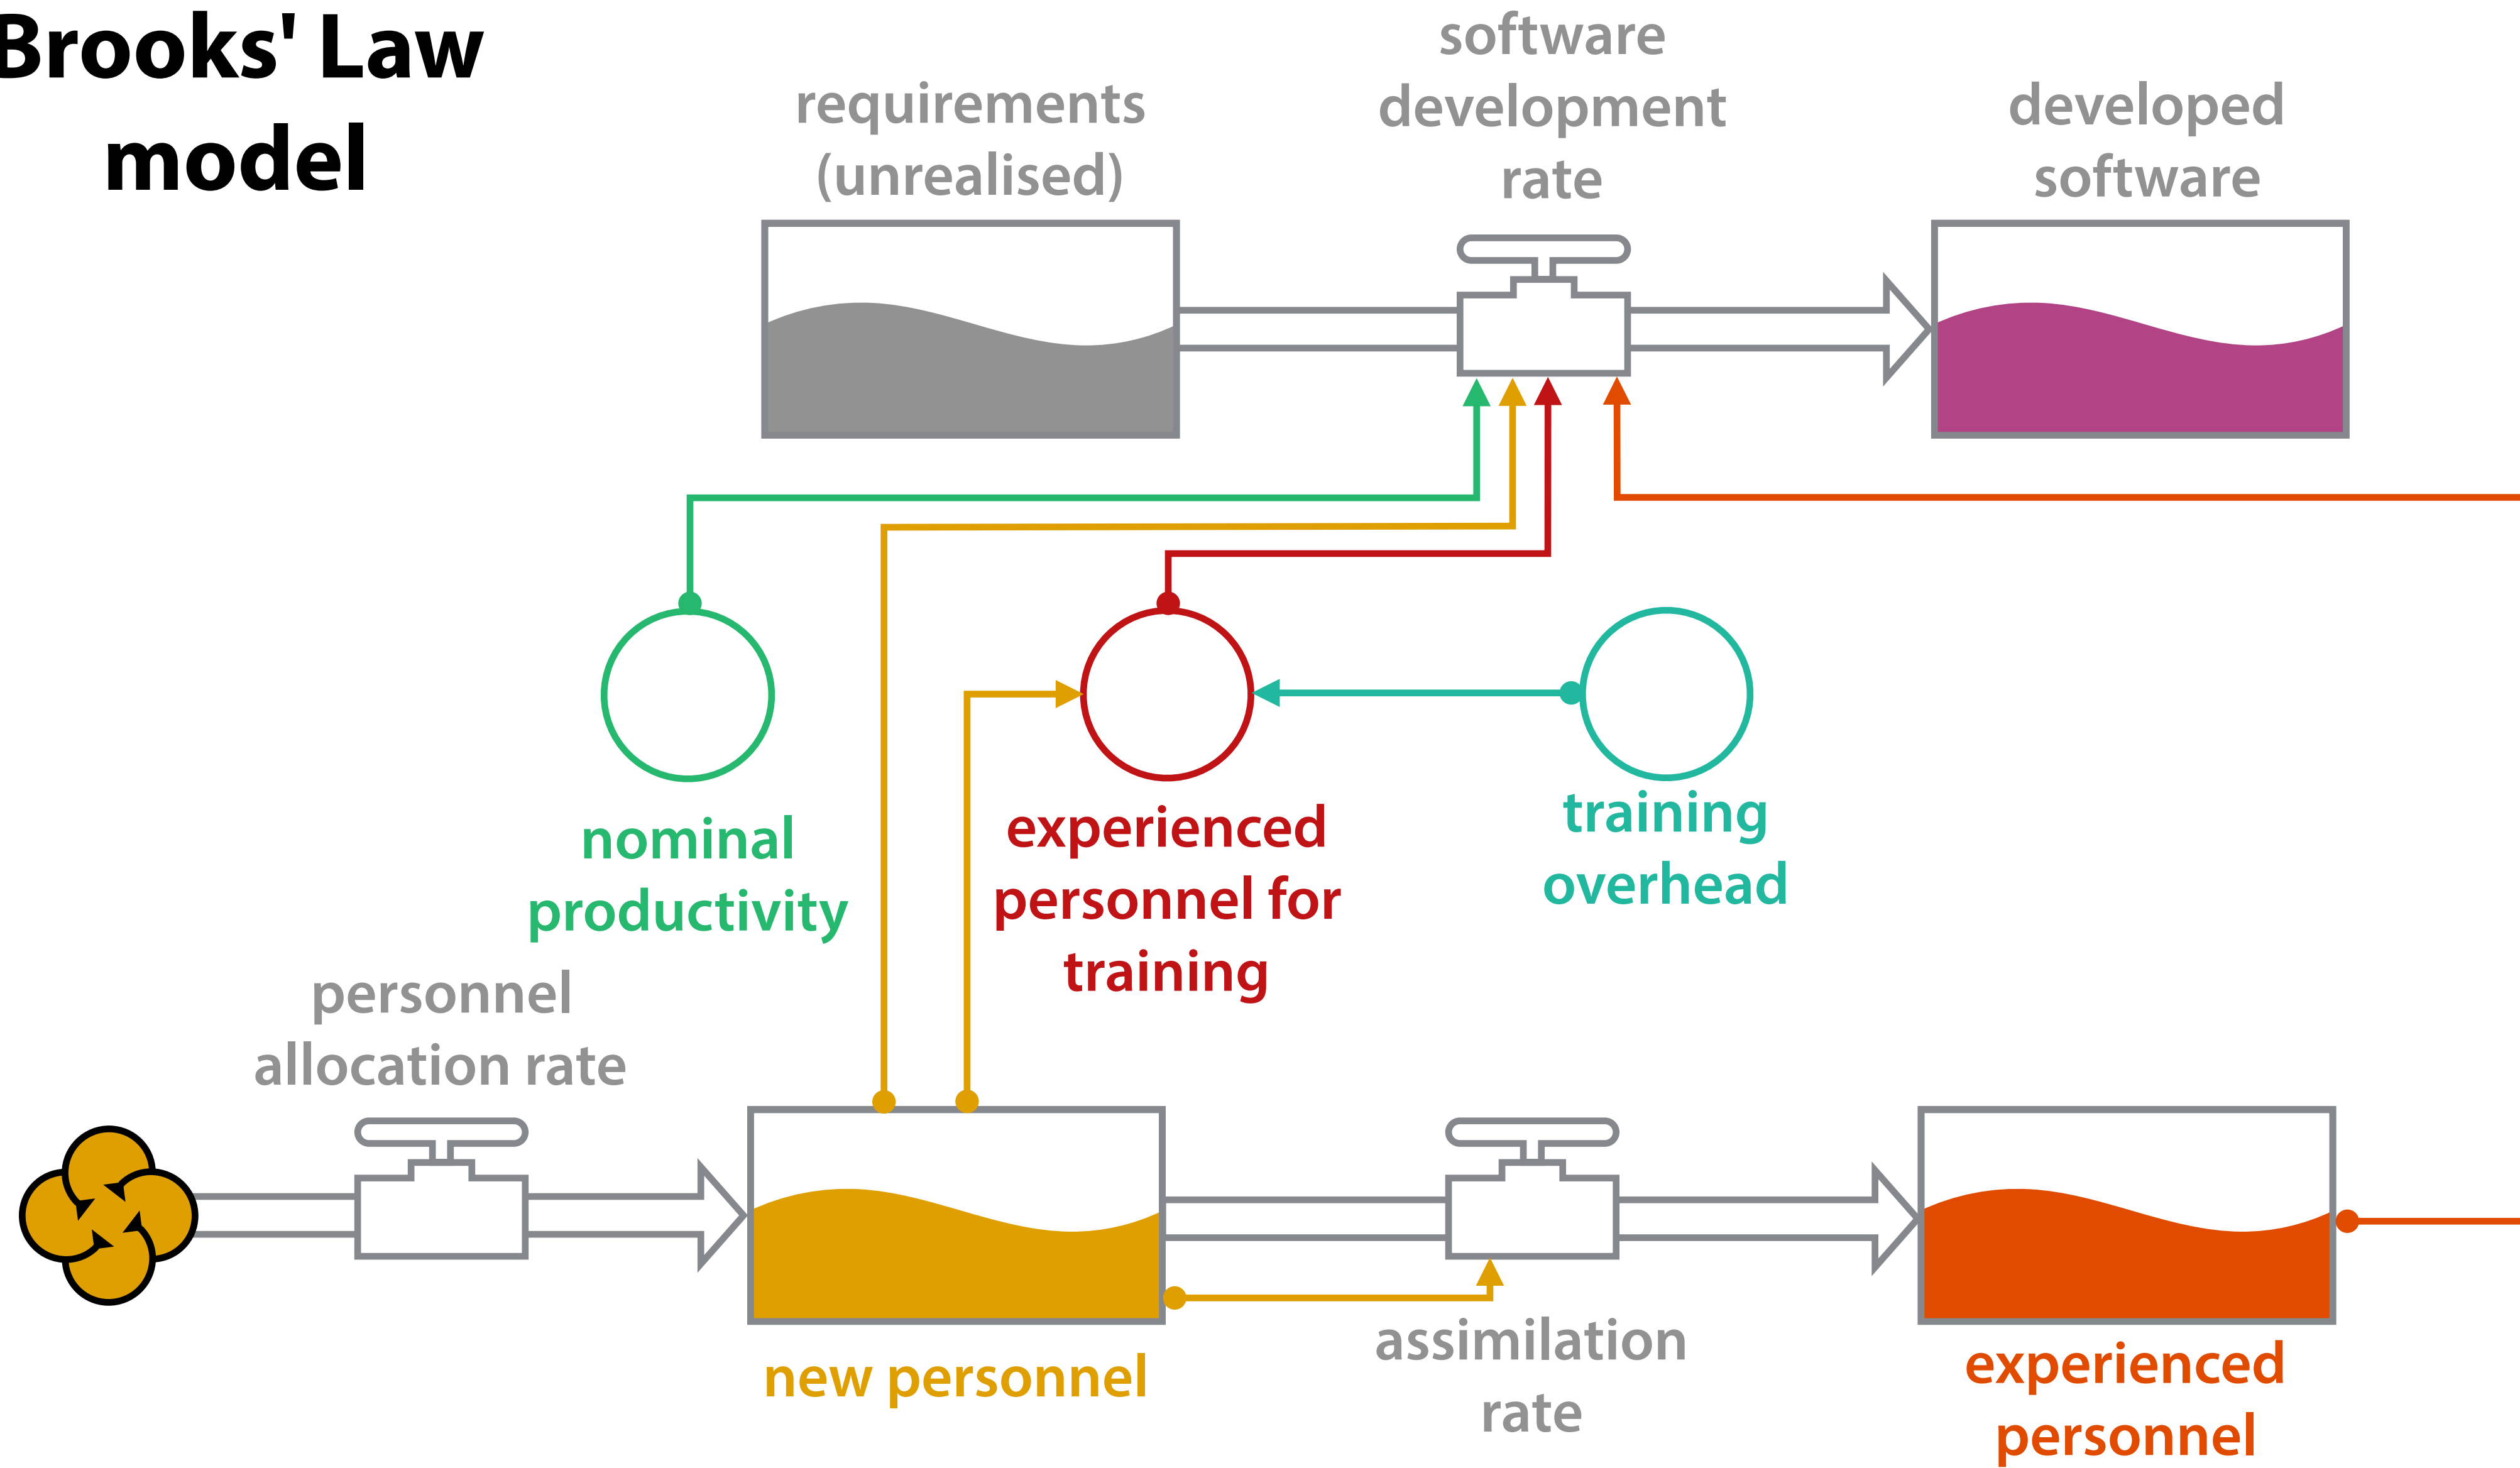 Brooks' Law
model
requirements
(unrealised)
software
development
rate
developed
software
nominal
productivity
experienced
personnel for
training
training
overhead
personnel
allocation rate
new personnel
assimilation
rate
experienced
personnel